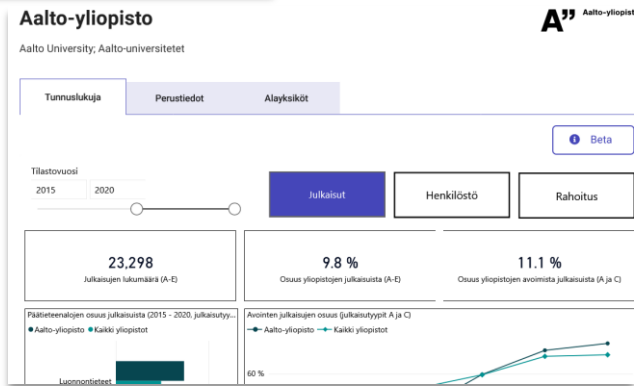 Aalto-yliopisto
Aalto University; Aalto-universitetet
A”
Tunnuslukuja
Perustiedot
Alayksiköt
Beta
Tilastovuosi
2015
2020
Julkaisut
Henkilöstö
Rahoitus
23,298
Julkaisujen lukumäärä (A-E)
9.8 %
Osuus yliopistojen julkaisuista (A-E)
11.1 %
Osuus yliopistojen avoimista julkaisuista (A ja C)
Päätieteenalojen osuus julkaisuista (2015 - 2020, julkaisutyy...
Aalto-yliopisto Kaikki yliopistot
Luonnontieteet
Avointen julkaisujen osuus (julkaisutyypit A ja C)
Aalto-yliopisto Kaikki yliopistot
60 %